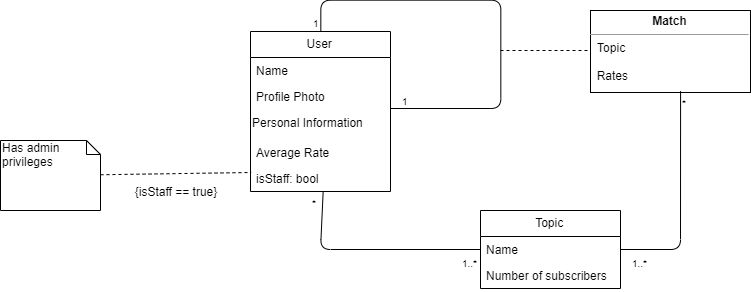 1
User
Name
Profile Photo
Personal Information
Average Rate
isStaff: bool
1
Match
Topic
Rates
*
Has admin
privileges
{isStaff == true}
*
Topic
Name
Number of subscribers
1..*
1..*